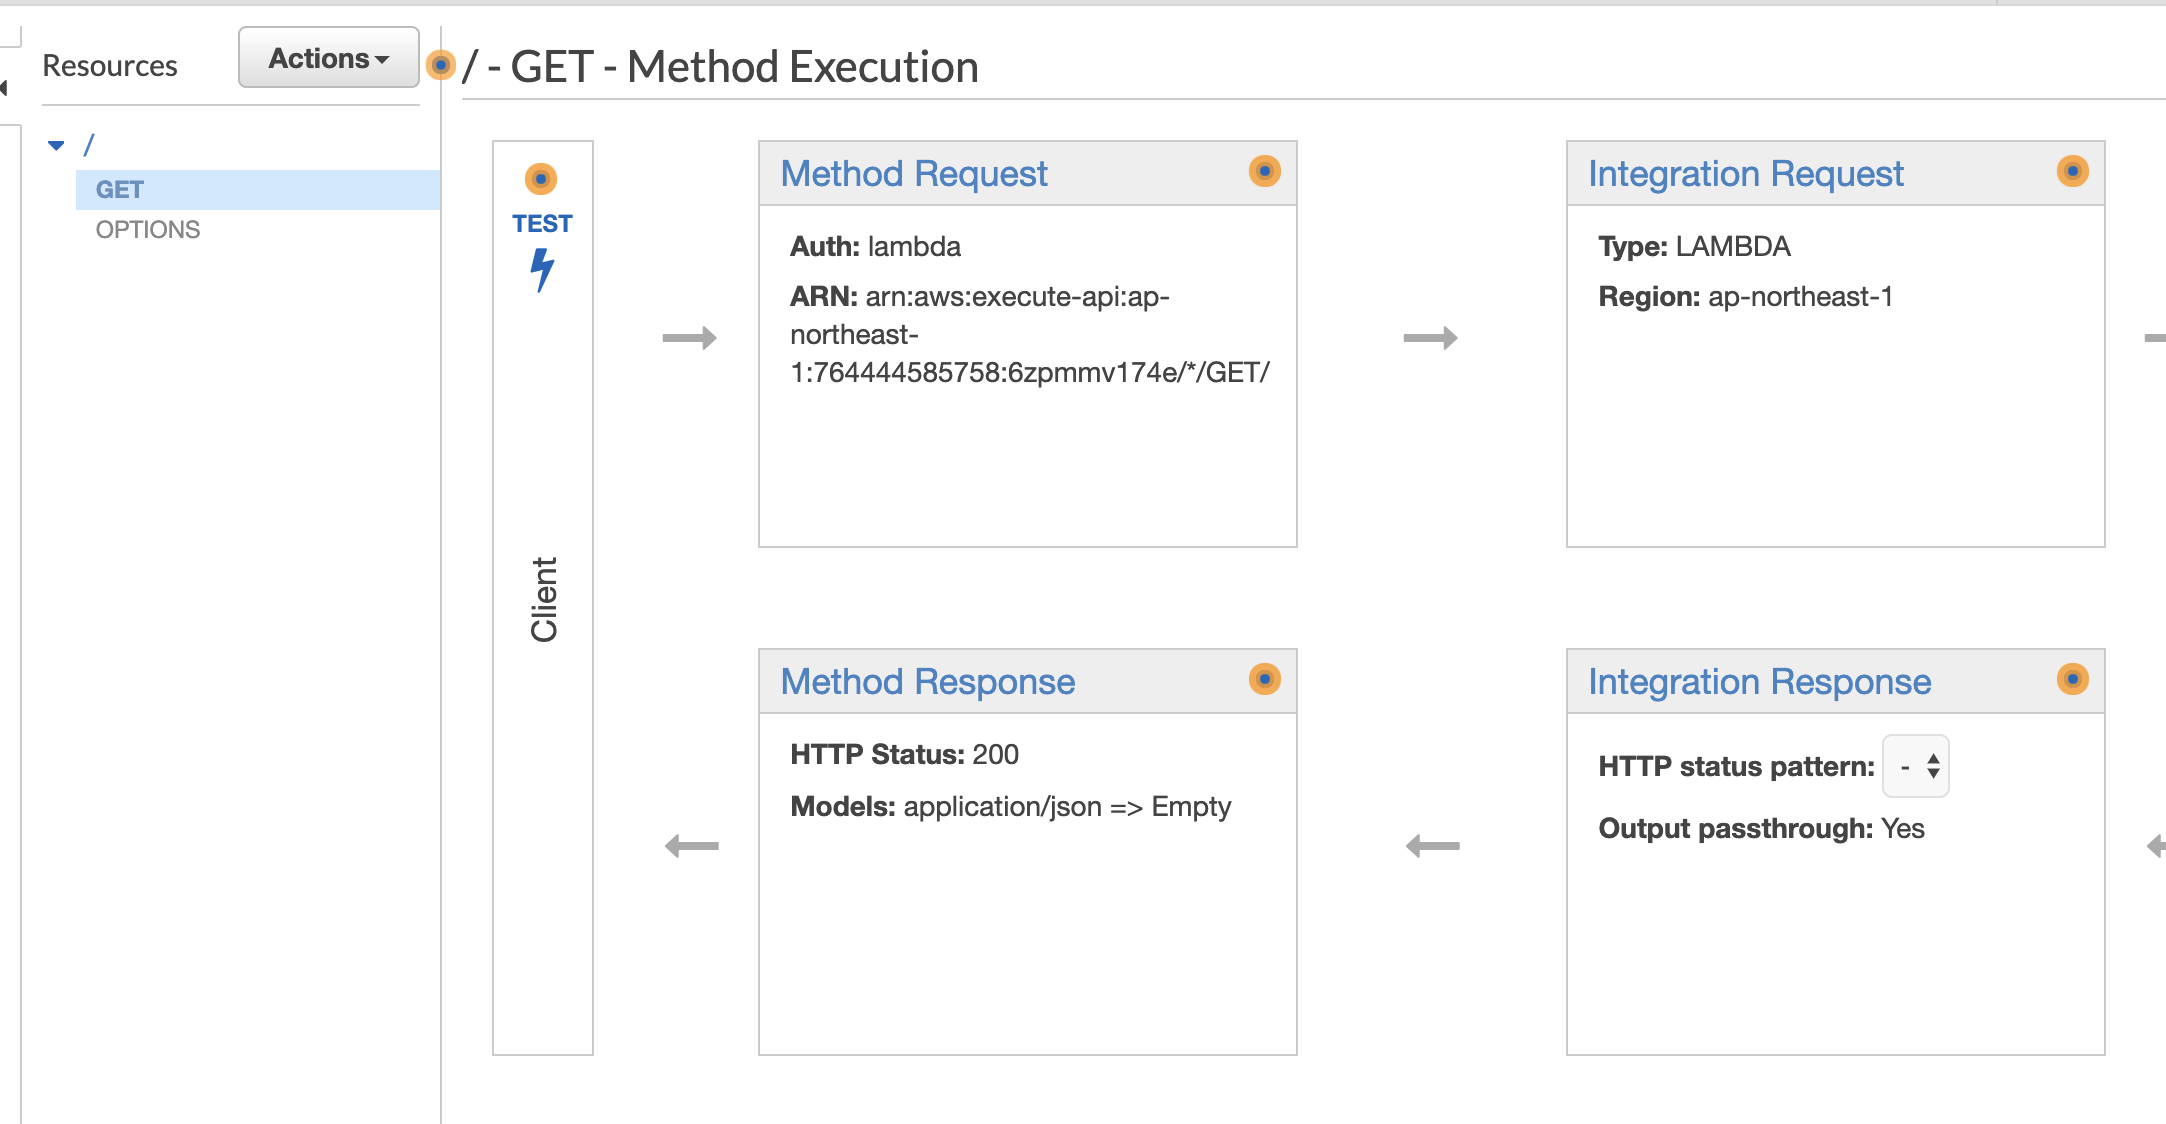 Resources
Actions
/ - GET - Method Execution
/
GET
OPTIONS
TEST
Client
Method Request
Auth: lambda
ARN: arn:aws:execute-api:ap-
northeast-
1:764444585758:6zpmmv174e/*/GET/
Integration Request
Type: LAMBDA
Region: ap-northeast-1
Method Response
HTTP Status: 200
Models: application/json => Empty
Integration Response
HTTP status pattern: -
Output passthrough: Yes